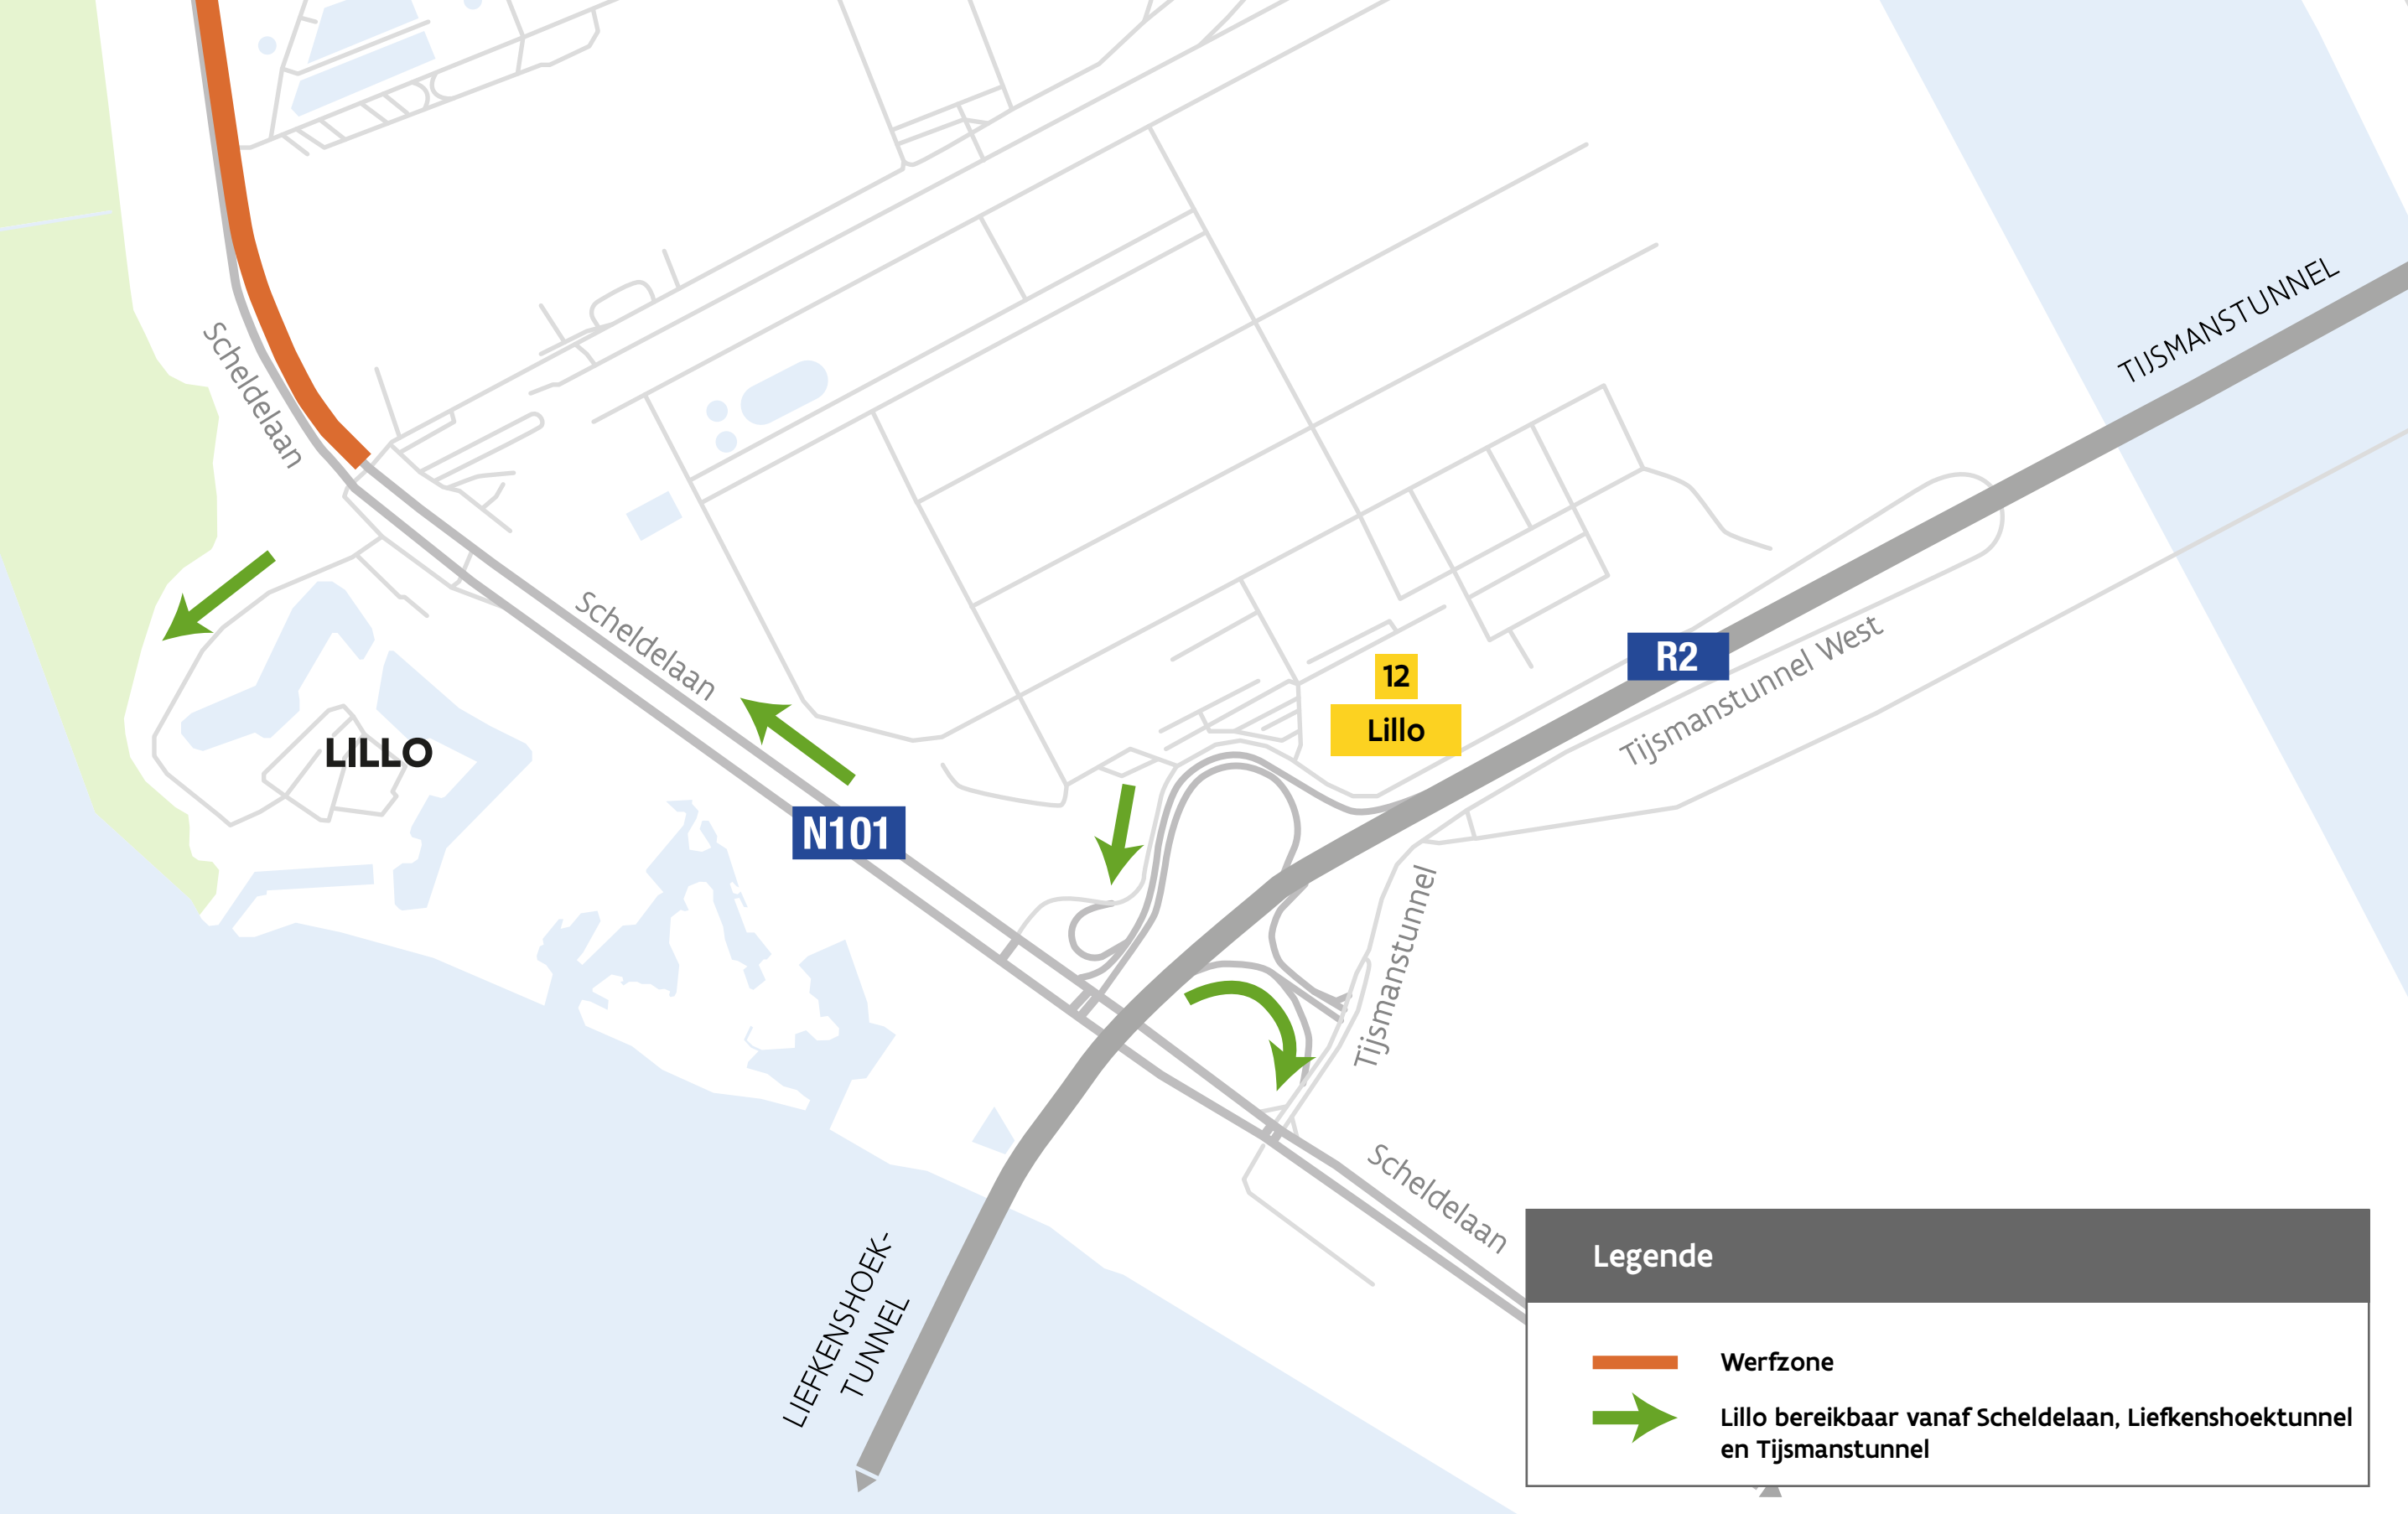 TIJSMANSTUNNEL
Scheldelaan
Scheldelaan
R2
Tijsmanstunnel West
12
Lillo
LILLO
N101
Tijsmanstunnel
Scheldelaan
LIEFKENSHOEK-
TUNNEL
Legende
Werfzone
Lillo bereikbaar vanaf Scheldelaan, Liefkenshoektunnel
en Tijsmanstunnel